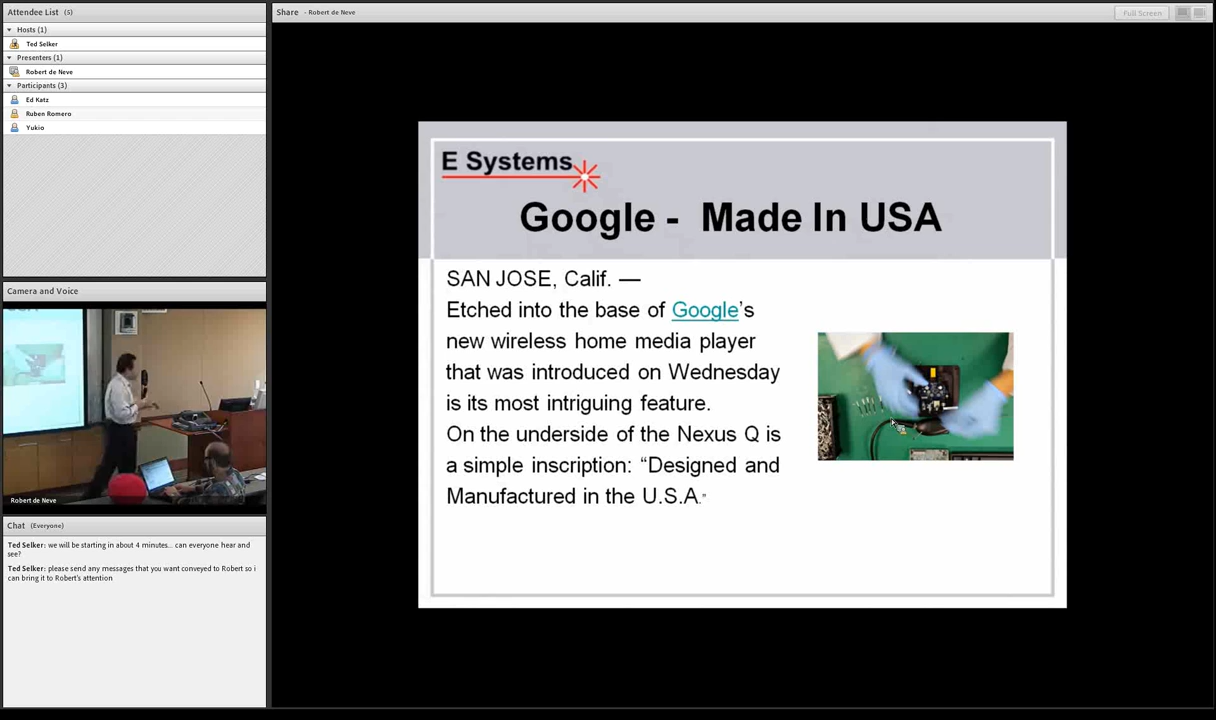 Attendee List (5)
Hosts (1)
Ted Selker
Presenters (1)
Robert de Neve
Participants (3)
Ed Katz
Ruben Romero
Yukio
Camera and Voice
Robert de Neve
Chat (Everyone)
Ted Selker: we will be starting in about 4 minutes... can everyone hear and
see?
Ted Selker: please send any messages that you want conveyed to Robert so i
can bring it to Robert's attention
Share - Robert de Neve
Full Screen
E Systems
Google - Made In USA
SAN JOSE, Calif. —
Etched into the base of Google's
new wireless home media player
that was introduced on Wednesday
is its most intriguing feature.
On the underside of the Nexus Q is
a simple inscription: “Designed and
Manufactured in the U.S.A.”